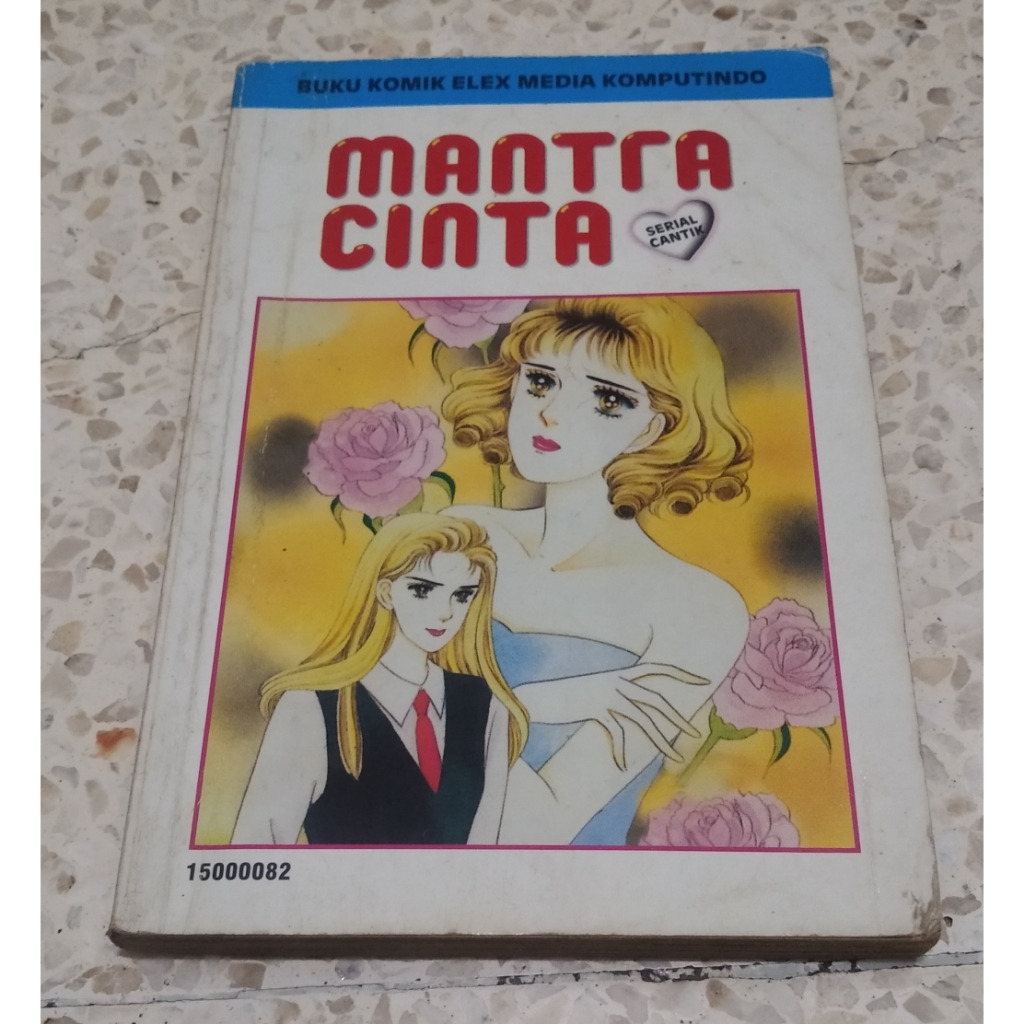 BUKU KOMIK ELEX MEDIA KOMPUTINDO
MANTRA
CINTA
SERIAL
CANTIK
15000082